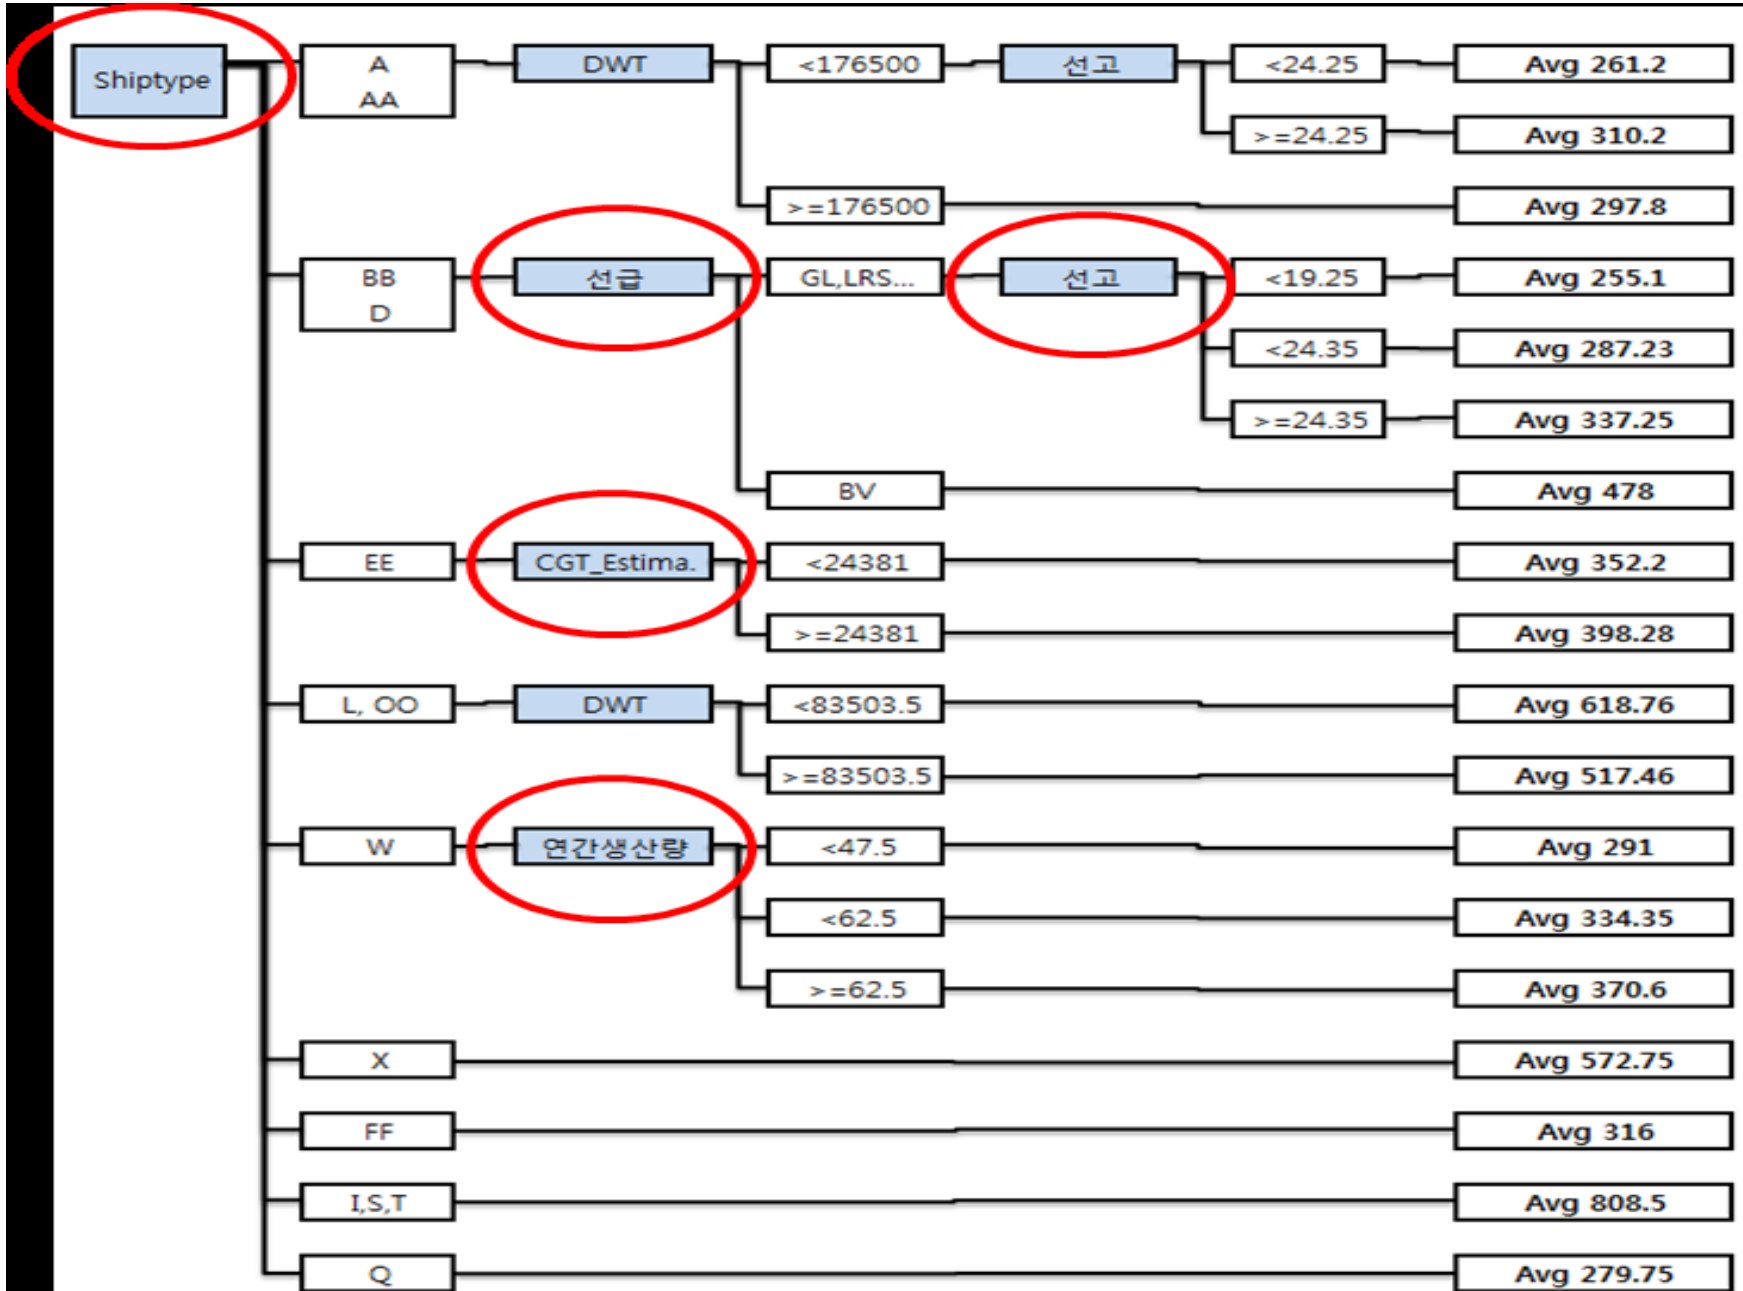 Shiptype
A
AA
DWT
<176500
선고
<24.25
Avg 261.2
>=24.25
Avg 310.2
>=176500
Avg 297.8
BB
D
선급
GL,LRS...
선고
<19.25
Avg 255.1
<24.35
Avg 287.23
>=24.35
Avg 337.25
BV
Avg 478
EE
CGT_Estima.
<24381
Avg 352.2
>=24381
Avg 398.28
L, OO
DWT
<83503.5
Avg 618.76
>=83503.5
Avg 517.46
W
연간생산량
<47.5
Avg 291
<62.5
Avg 334.35
>=62.5
Avg 370.6
X
Avg 572.75
FF
Avg 316
I,S,T
Avg 808.5
Q
Avg 279.75